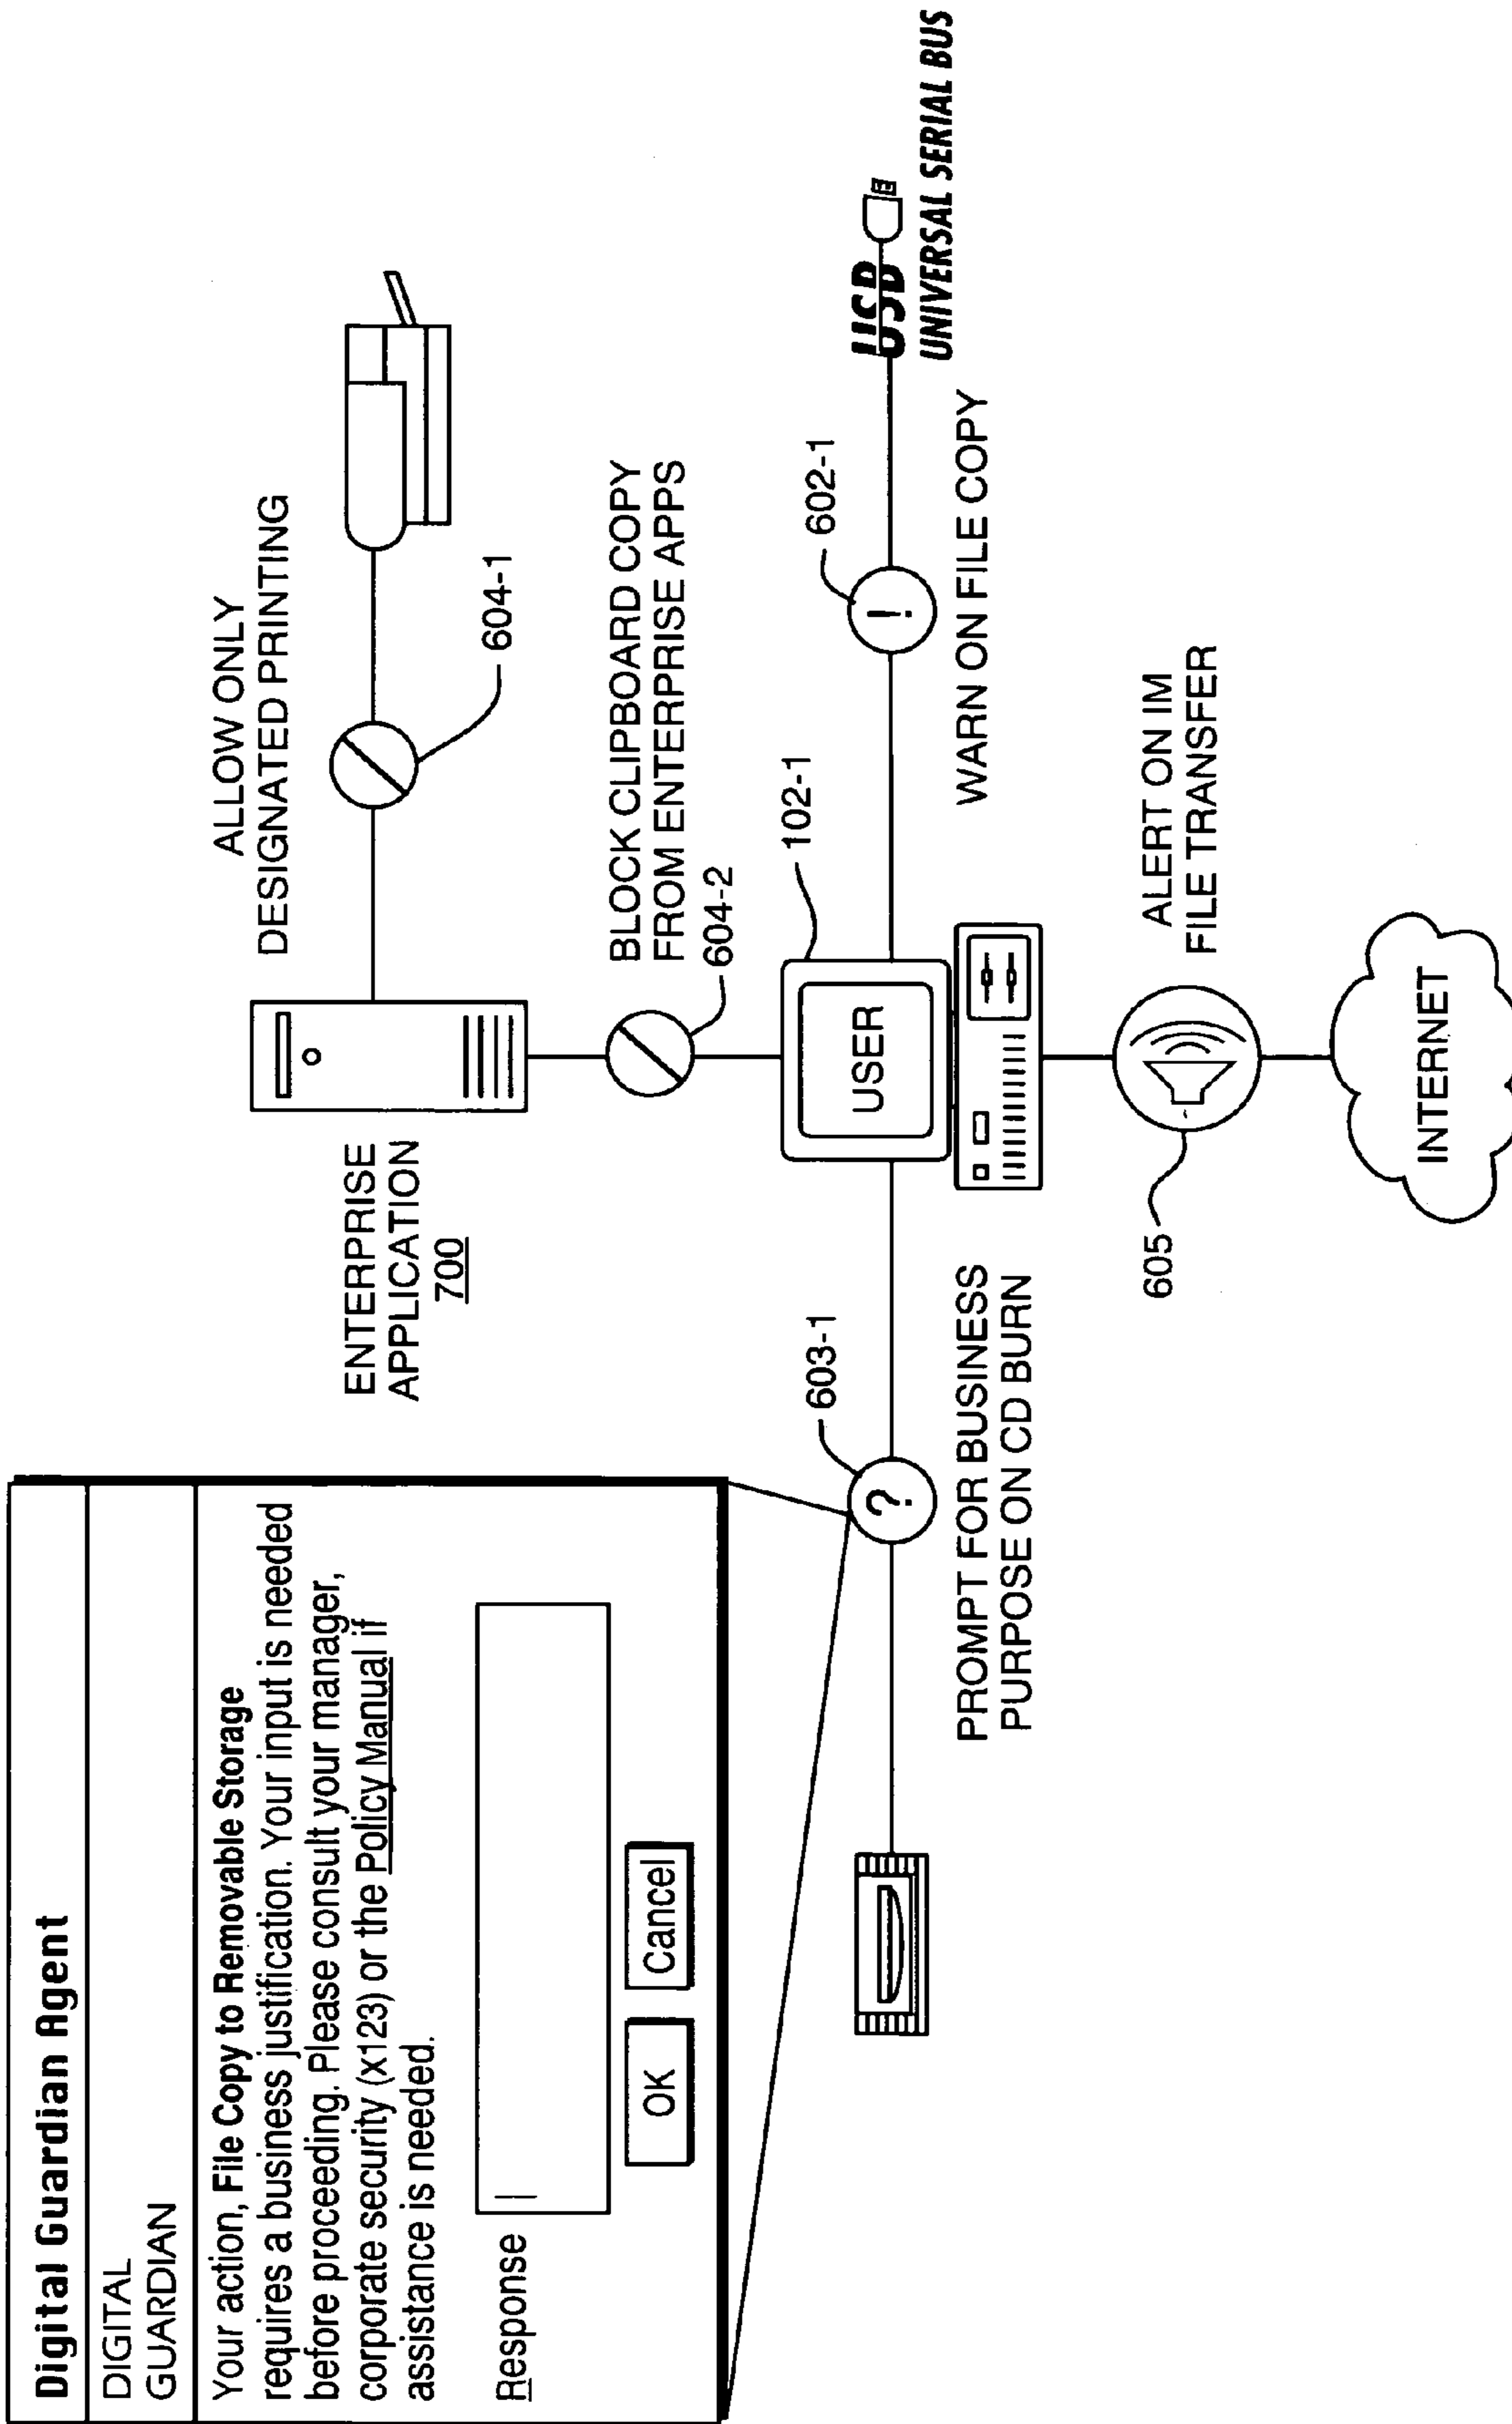 Digital Guardian Agent
DIGITAL
GUARDIAN
Your action, File Copy to Removable Storage
requires a business justification. Your input is needed
before proceeding. Please consult your manager,
corporate security (x123) or the Policy Manual if
assistance is needed.
Response
OK
Cancel
ENTERPRISE
APPLICATION
700
ALLOW ONLY
DESIGNATED PRINTING
604-1
BLOCK CLIPBOARD COPY
FROM ENTERPRISE APPS
604-2
102-1
USER
603-1
?
PROMPT FOR BUSINESS
PURPOSE ON CD BURN
602-1
!
WARN ON FILE COPY
USB
UNIVERSAL SERIAL BUS
605
ALERT ON IM
FILE TRANSFER
INTERNET